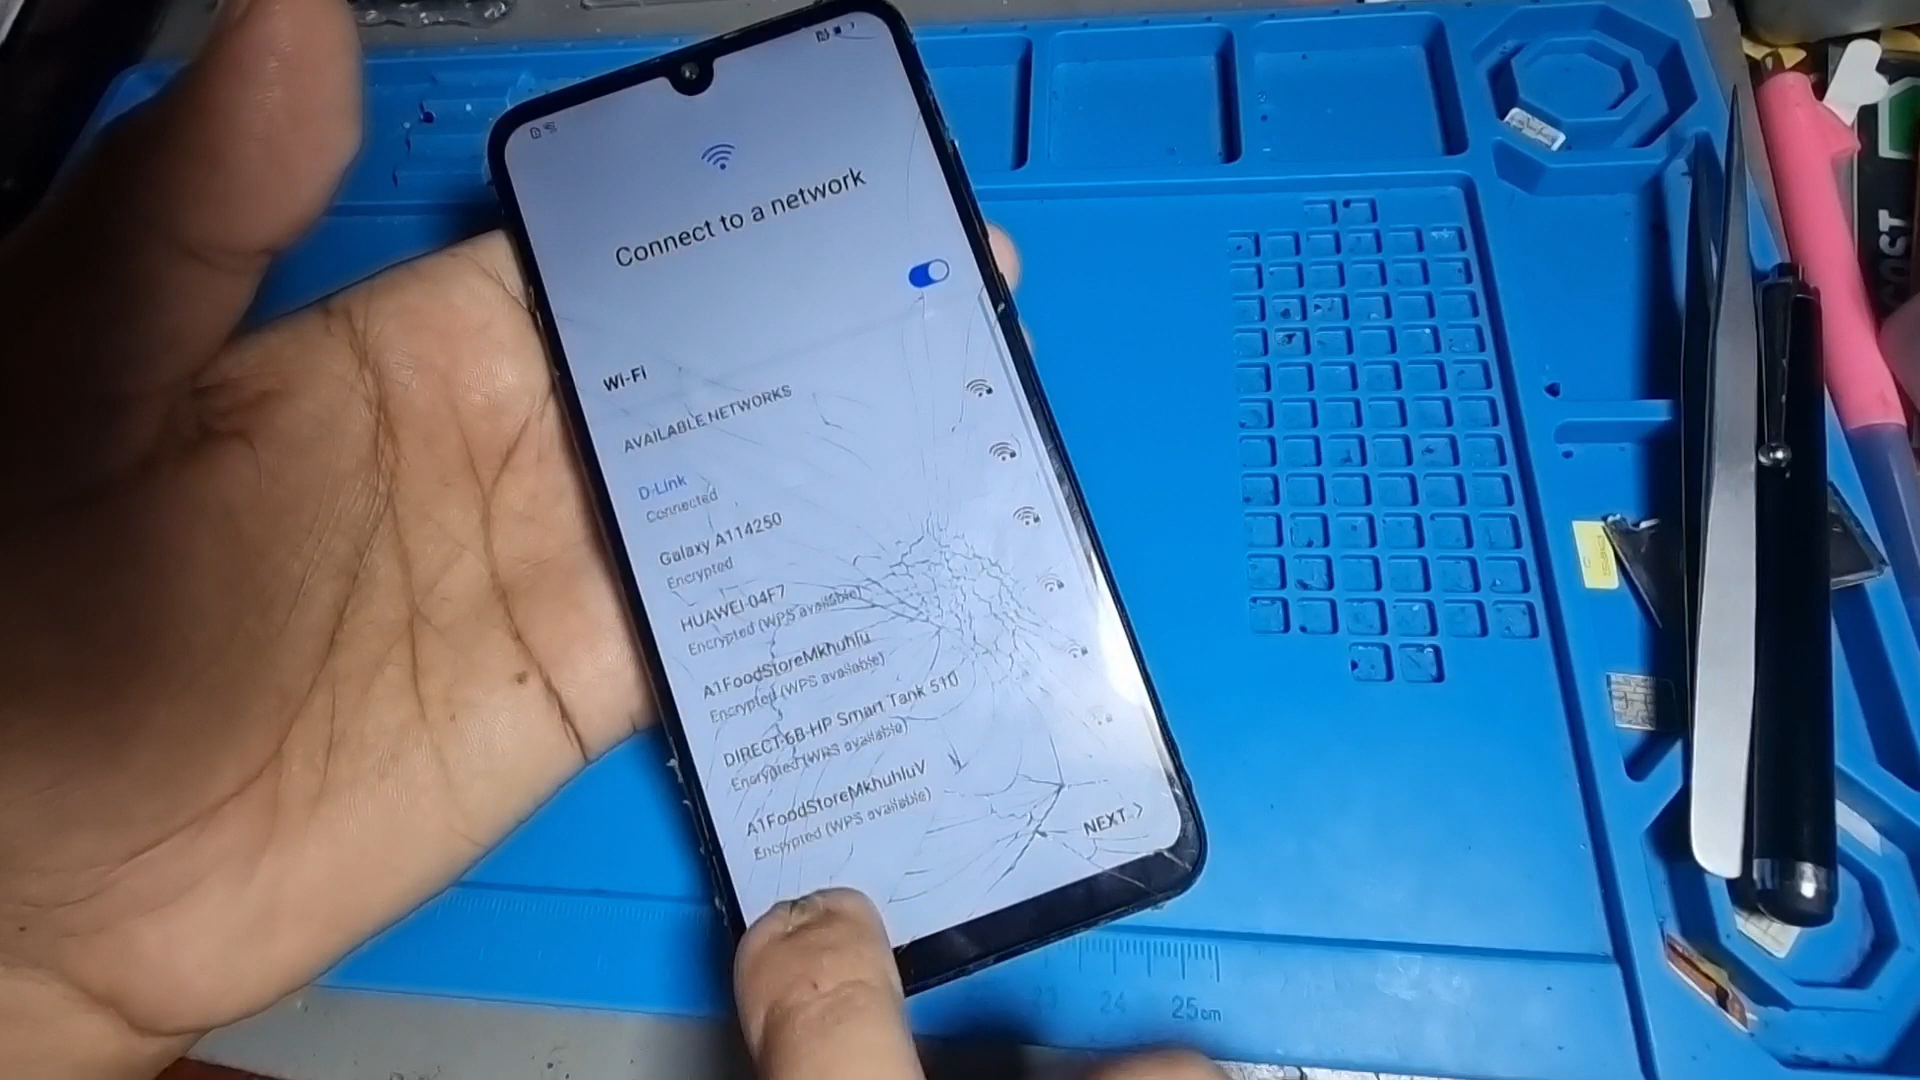 Connect to a network
Wi-Fi
AVAILABLE NETWORKS
D-Link
Connected
Galaxy A114250
Encrypted
HUAWEI-04F7
Encrypted (WPS available)
A1FoodStoreMkhuhlu
Encrypted (WPS available)
DIRECT-6B-HP Smart Tank 510
Encrypted (WPS available)
A1FoodStoreMkhuhluV
Encrypted (WPS available)
NEXT >
23 24 25cm